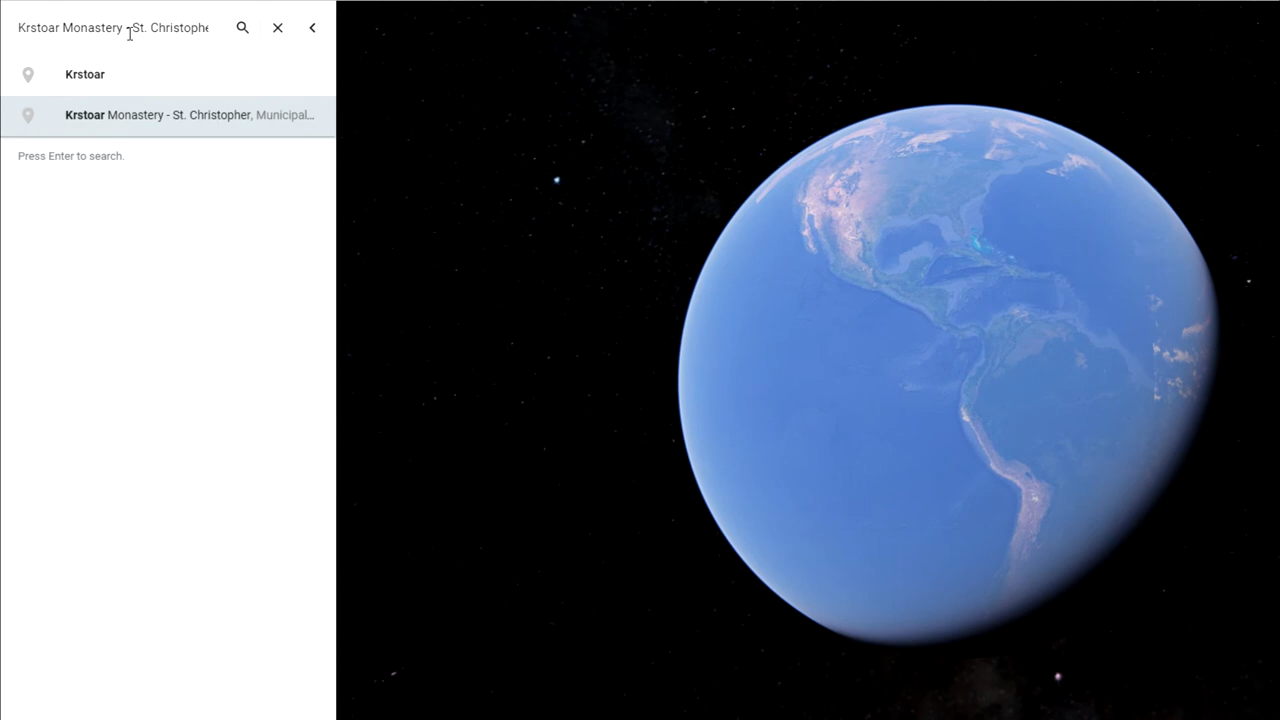 Krstoar Monastery - St. Christophe
Krstoar
Krstoar Monastery - St. Christopher, Municipal...
Press Enter to search.